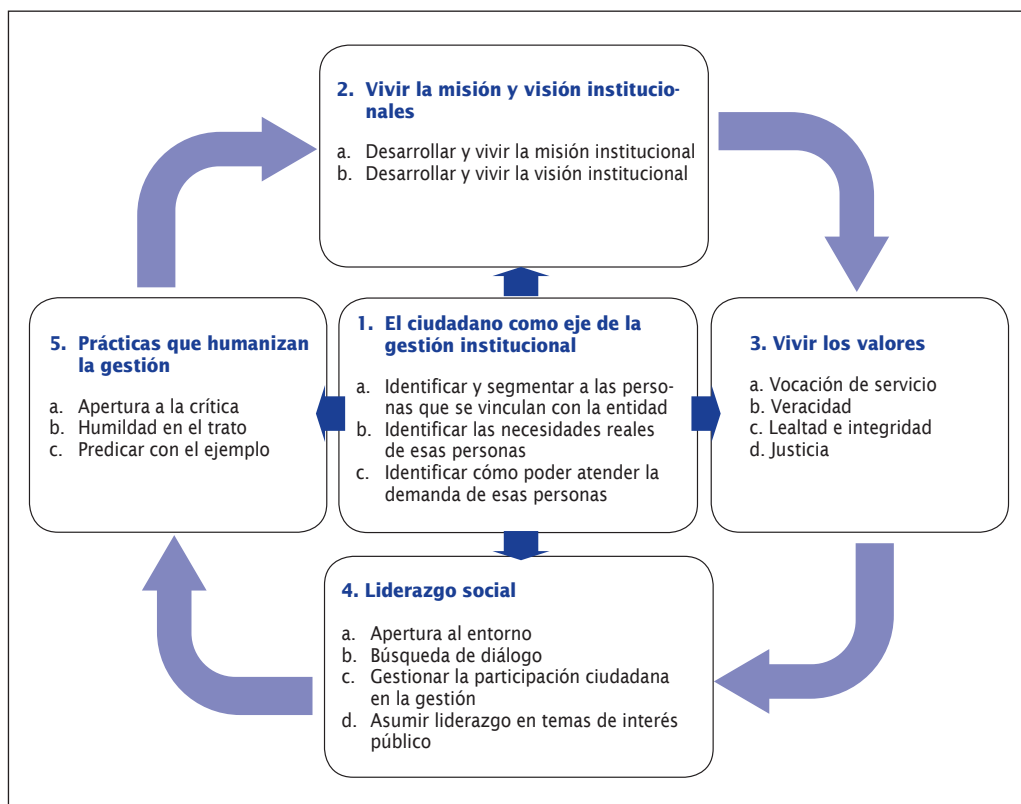 2. Vivir la misión y visión institucio-
nales
a. Desarrollar y vivir la misión institucional
b. Desarrollar y vivir la visión institucional
5. Prácticas que humanizan
la gestión
a. Apertura a la crítica
b. Humildad en el trato
c. Predicar con el ejemplo
1. El ciudadano como eje de la
gestión institucional
a. Identificar y segmentar a las perso-
nas que se vinculan con la entidad
b. Identificar las necesidades reales
de esas personas
c. Identificar cómo poder atender la
demanda de esas personas
3. Vivir los valores
a. Vocación de servicio
b. Veracidad
c. Lealtad e integridad
d. Justicia
4. Liderazgo social
a. Apertura al entorno
b. Búsqueda de diálogo
c. Gestionar la participación ciudadana
en la gestión
d. Asumir liderazgo en temas de interés
público